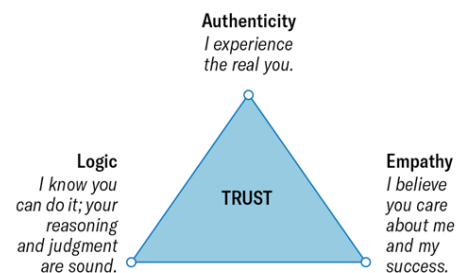 Authenticity
I experience
the real you.
Logic
I know you
can do it; your
reasoning
and judgment
are sound.
TRUST
Empathy
I believe
you care
about me
and my
success.